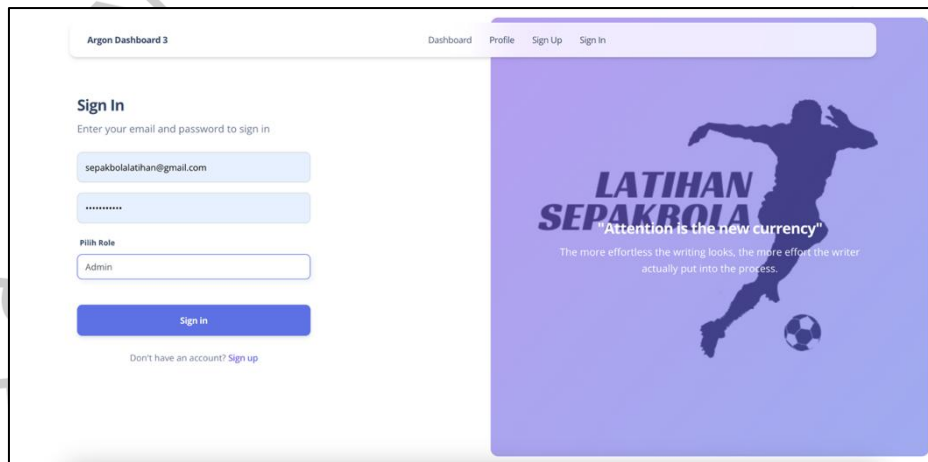 Argon Dashboard 3
Dashboard Profile Sign Up Sign In
Sign In
Enter your email and password to sign in
sepakbolalatihan@gmail.com
•••••••••••
Pilih Role
Admin
Sign in
Don't have an account? Sign up
LATIHAN
SEPAKBOLA
"Attention is the new currency"
The more effortless the writing looks, the more effort the writer
actually put into the process.